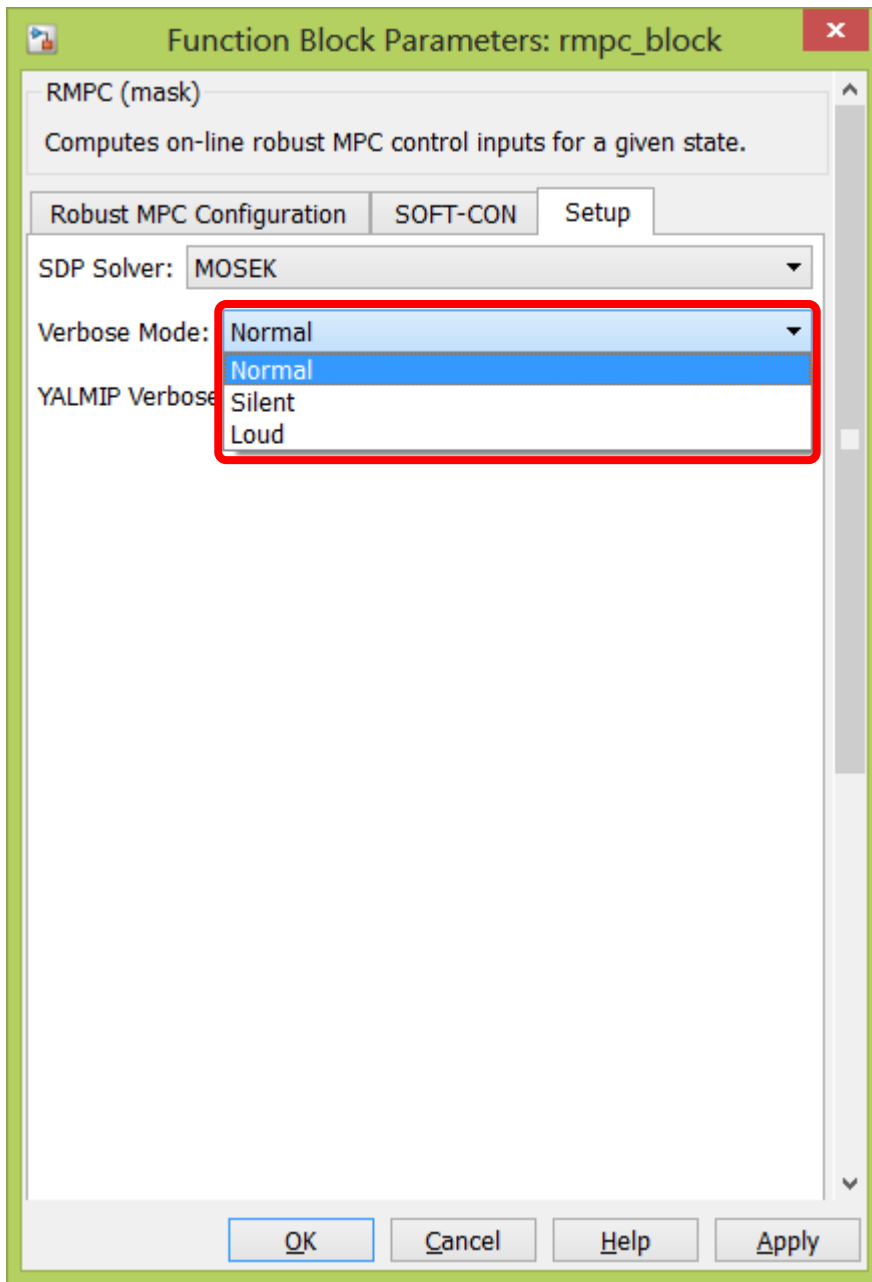 Function Block Parameters: rmpc_block
x
RMPC (mask)
Computes on-line robust MPC control inputs for a given state.
Robust MPC Configuration SOFT-CON Setup
SDP Solver: MOSEK
Verbose Mode: Normal
Normal
YALMIP Verbose
Silent
Loud
OK Cancel Help Apply